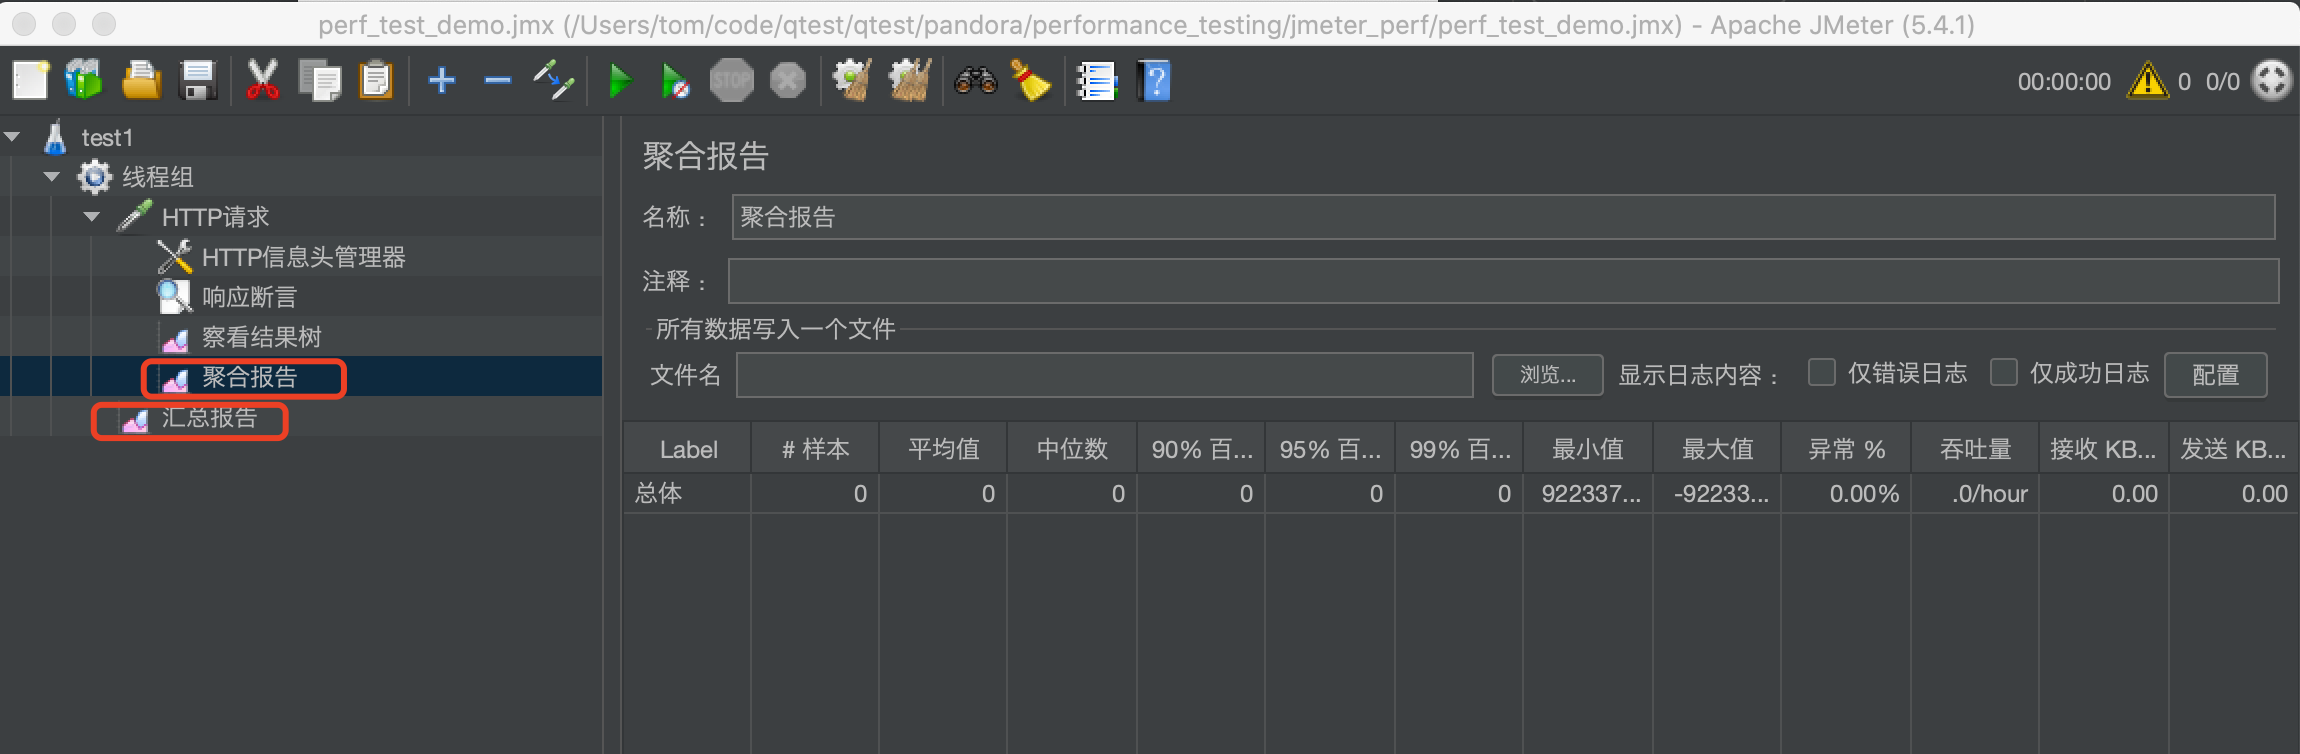 perf_test_demo.jmx (/Users/tom/code/qtest/qtest/pandora/performance_testing/jmeter_perf/perf_test_demo.jmx) - Apache JMeter (5.4.1)
STOP
00:00:00 0 0/0
test1
线程组
HTTP请求
HTTP信息头管理器
响应断言
察看结果树
聚合报告
汇总报告
聚合报告
名称： 聚合报告
注释：
所有数据写入一个文件
文件名 浏览... 显示日志内容： 仅错误日志 仅成功日志 配置
Label # 样本 平均值 中位数 90% 百... 95% 百... 99% 百... 最小值 最大值 异常 % 吞吐量 接收 KB... 发送 KB...
总体 0 0 0 0 0 0 922337... -92233... 0.00% .0/hour 0.00 0.00